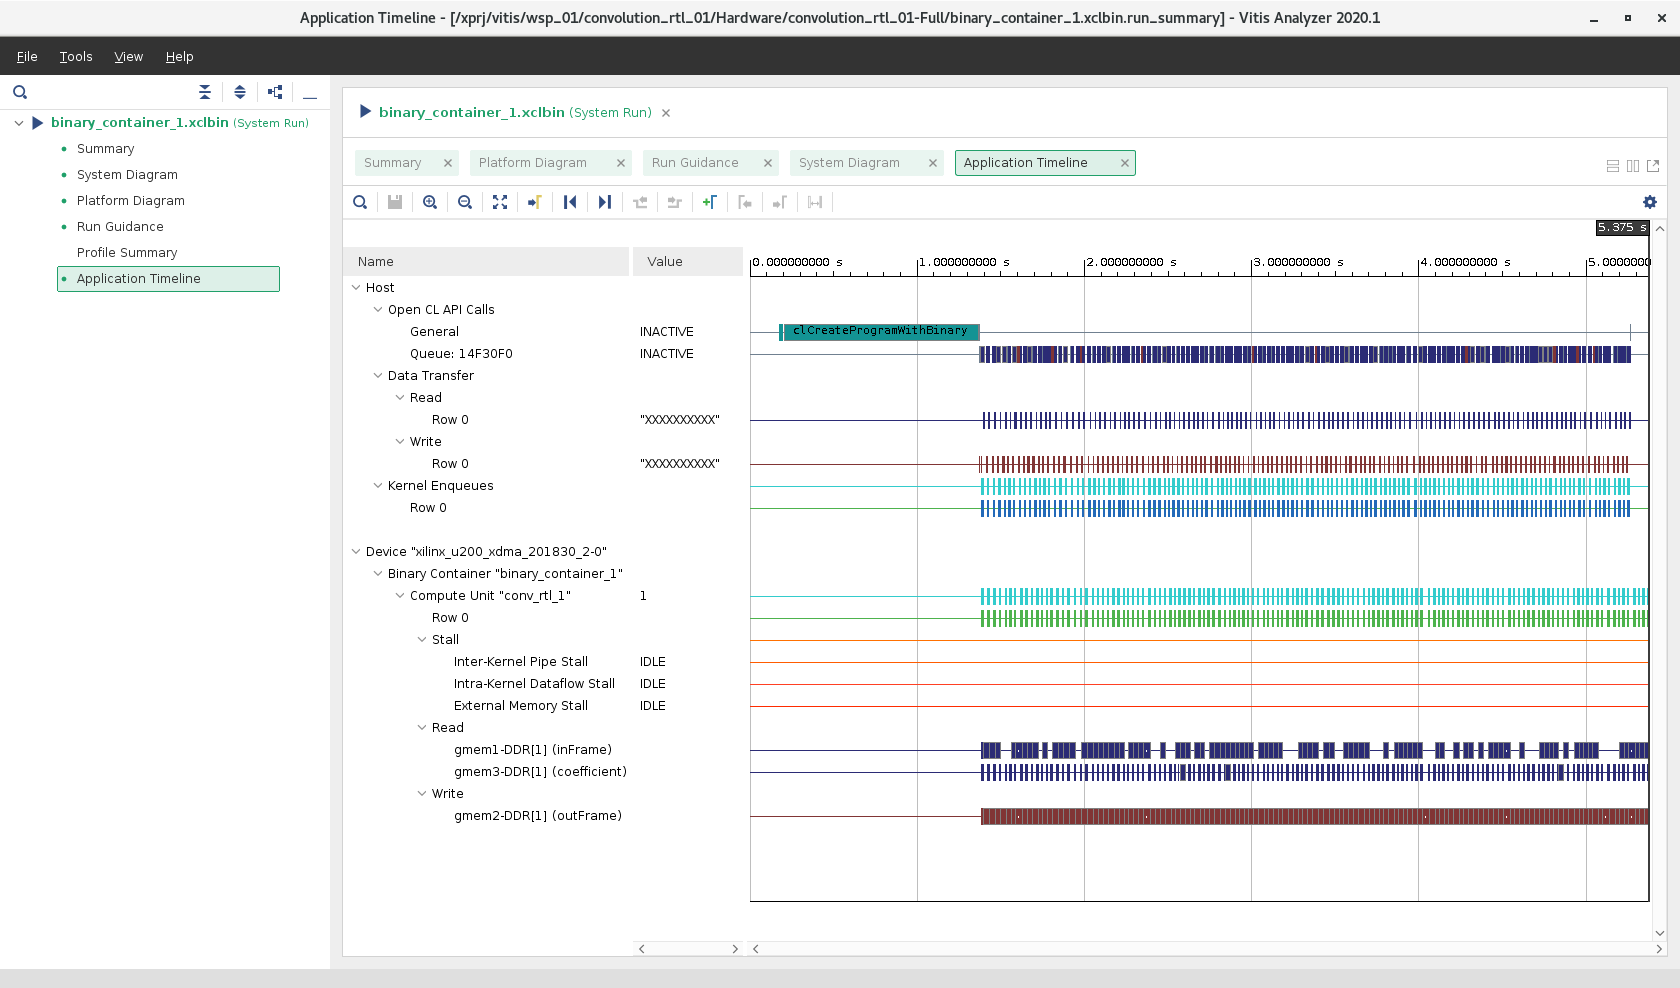 Application Timeline - [/xprj/vitis/wsp_01/convolution_rtl_01/Hardware/convolution_rtl_01-Full/binary_container_1.xclbin.run_summary] - Vitis Analyzer 2020.1
File Tools View Help
binary_container_1.xclbin (System Run)
Summary
System Diagram
Platform Diagram
Run Guidance
Profile Summary
Application Timeline
binary_container_1.xclbin (System Run)
Summary Platform Diagram Run Guidance System Diagram Application Timeline
5.375 s
Name Value 0.000000000 s 1.000000000 s 2.000000000 s 3.000000000 s 4.000000000 s 5.0000000
Host
Open CL API Calls
General INACTIVE clCreateProgramWithBinary
Queue: 14F30F0 INACTIVE
Data Transfer
Read
Row 0 "XXXXXXXXXX"
Write
Row 0 "XXXXXXXXXX"
Kernel Enqueues
Row 0
Device "xilinx_u200_xdma_201830_2-0"
Binary Container "binary_container_1"
Compute Unit "conv_rtl_1" 1
Row 0
Stall
Inter-Kernel Pipe Stall IDLE
Intra-Kernel Dataflow Stall IDLE
External Memory Stall IDLE
Read
gmem1-DDR[1] (inFrame)
gmem3-DDR[1] (coefficient)
Write
gmem2-DDR[1] (outFrame)